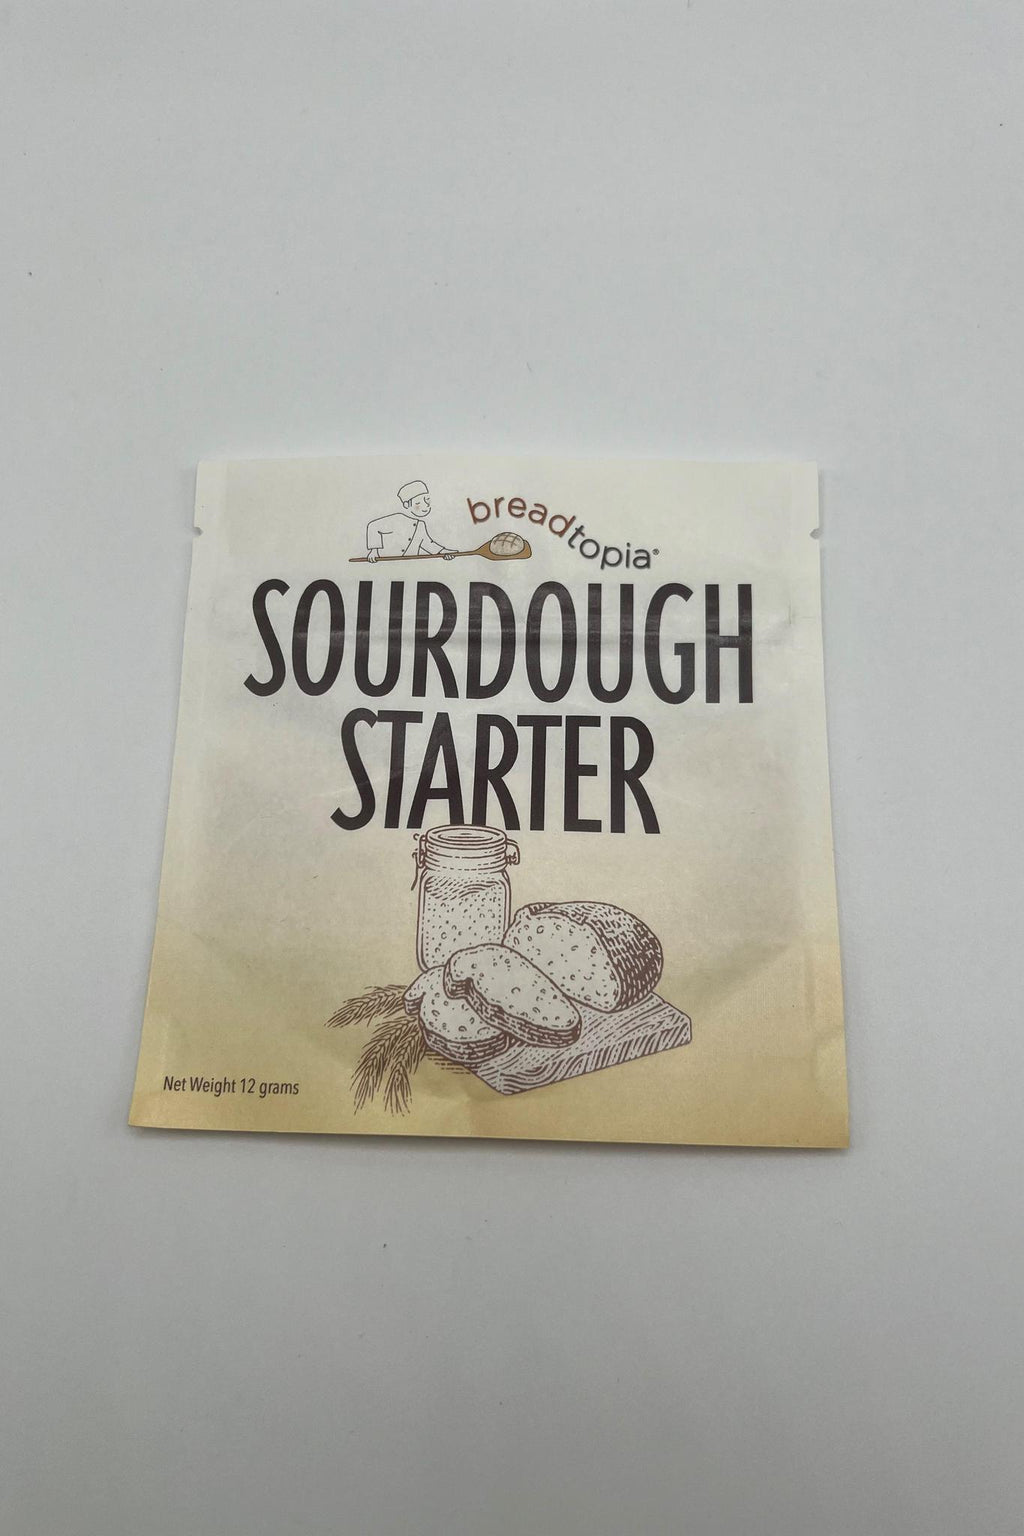 breadtopia®
SOURDOUGH
STARTER
Net Weight 12 grams